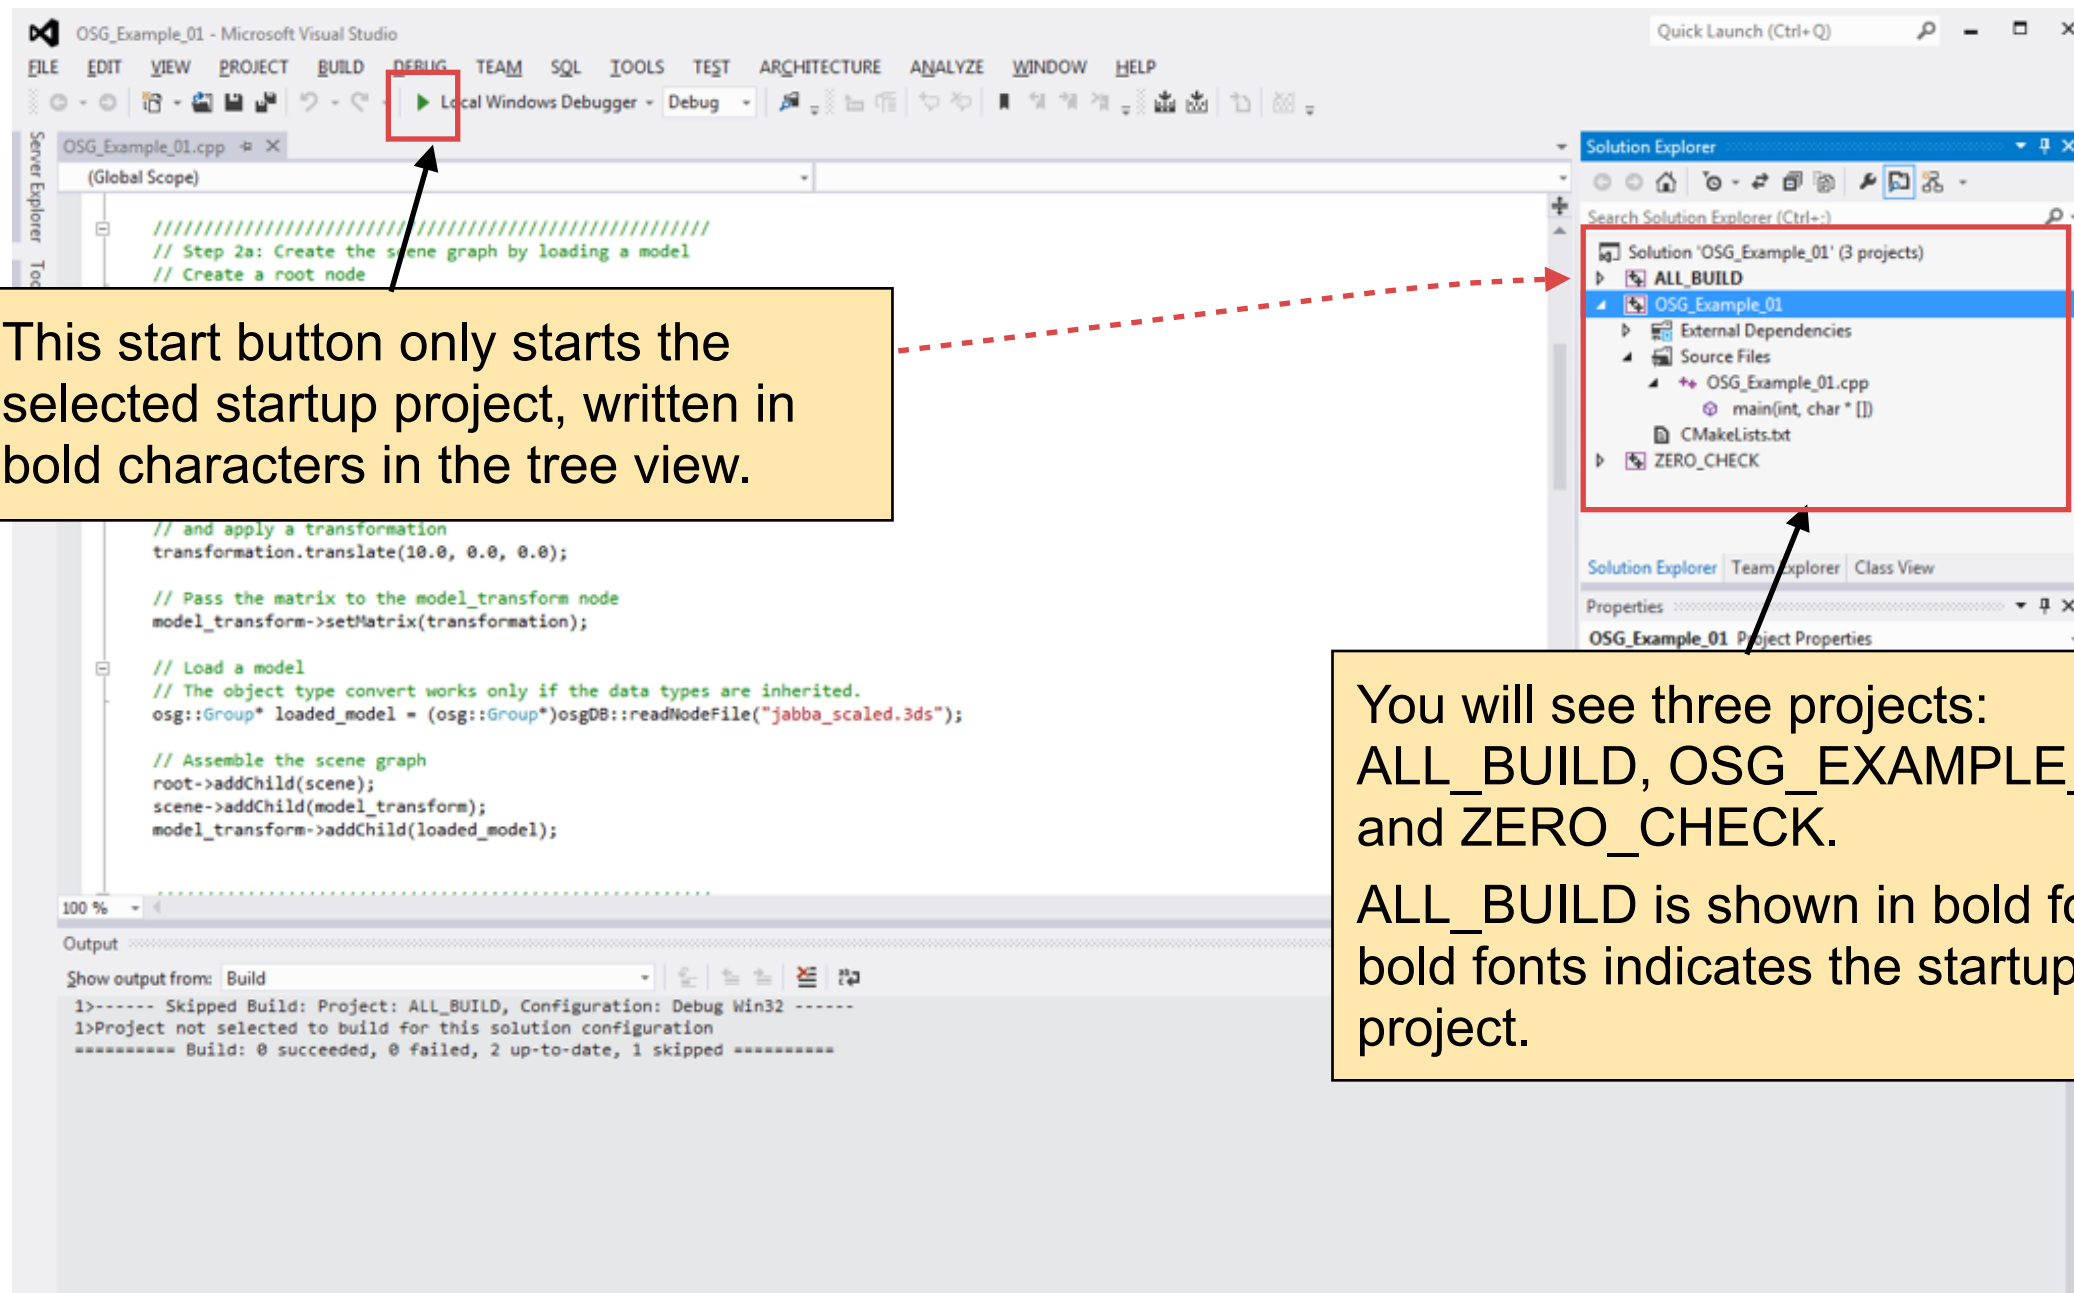 OSG_Example_01 - Microsoft Visual Studio
Quick Launch (Ctrl+Q)
FILE EDIT VIEW PROJECT BUILD DEBUG TEAM SQL TOOLS TEST ARCHITECTURE ANALYZE WINDOW HELP
Local Windows Debugger Debug
Server Explorer
OSG_Example_01.cpp
(Global Scope)
////////////////////////////////////////////////////////
// Step 2a: Create the scene graph by loading a model
// Create a root node
This start button only starts the
selected startup project, written in
bold characters in the tree view.
// and apply a transformation
transformation.translate(10.0, 0.0, 0.0);
// Pass the matrix to the model_transform node
model_transform->setMatrix(transformation);
// Load a model
// The object type convert works only if the data types are inherited.
osg::Group* loaded_model = (osg::Group*)osgDB::readNodeFile("jabba_scaled.3ds");
// Assemble the scene graph
root->addChild(scene);
scene->addChild(model_transform);
model_transform->addChild(loaded_model);
100 %
Output
Show output from: Build
1>------ Skipped Build: Project: ALL_BUILD, Configuration: Debug Win32 ------
1>Project not selected to build for this solution configuration
========== Build: 0 succeeded, 0 failed, 2 up-to-date, 1 skipped ==========
Solution Explorer
Search Solution Explorer (Ctrl+;)
Solution 'OSG_Example_01' (3 projects)
ALL_BUILD
OSG_Example_01
External Dependencies
Source Files
OSG_Example_01.cpp
main(int, char * [])
CMakeLists.txt
ZERO_CHECK
Solution Explorer Team Explorer Class View
Properties
OSG_Example_01 Project Properties
You will see three projects:
ALL_BUILD, OSG_EXAMPLE_
and ZERO_CHECK.
ALL_BUILD is shown in bold
bold fonts indicates the startup
project.